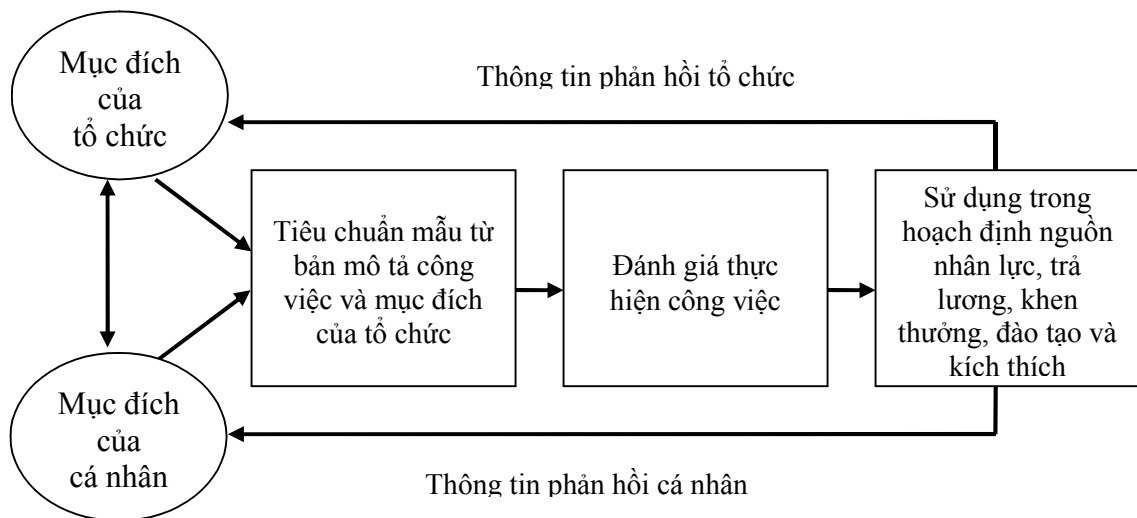 Mục đích
của
tổ chức
Thông tin phản hồi tổ chức
Tiêu chuẩn mẫu từ
bản mô tả công
việc và mục đích
của tổ chức
Đánh giá thực
hiện công việc
Sử dụng trong
hoạch định nguồn
nhân lực, trả
lương, khen
thưởng, đào tạo và
kích thích
Mục đích
của
cá nhân
Thông tin phản hồi cá nhân